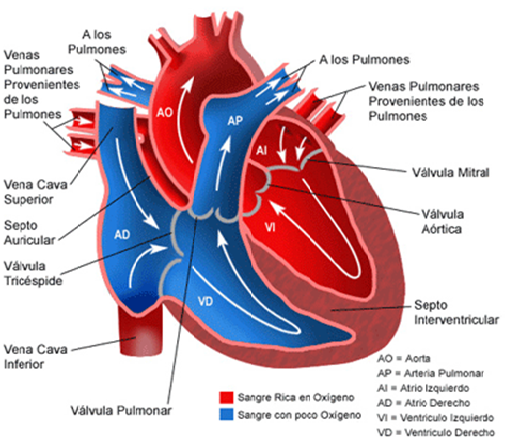 A los
Pulmones
Venas
Pulmonares
Provenientes
de los
Pulmones
A los Pulmones
Venas Pulmonares
Provenientes de los
Pulmones
AO
AP
AI
Válvula Mitral
Vena Cava
Superior
Septo
Auricular
Válvula
Aórtica
AD
VI
Válvula
Tricéspide
VD
Septo
Interventricular
Vena Cava
Inferior
Válvula Pulmonar
Sangre Rica en Oxígeno
Sangre con poco Oxígeno
AO = Aorta
AP = Arteria Pulmonar
AI = Atrio Izquierdo
AD = Atrio Derecho
VI = Ventriculo Izquierdo
VD = Ventriculo Derecho